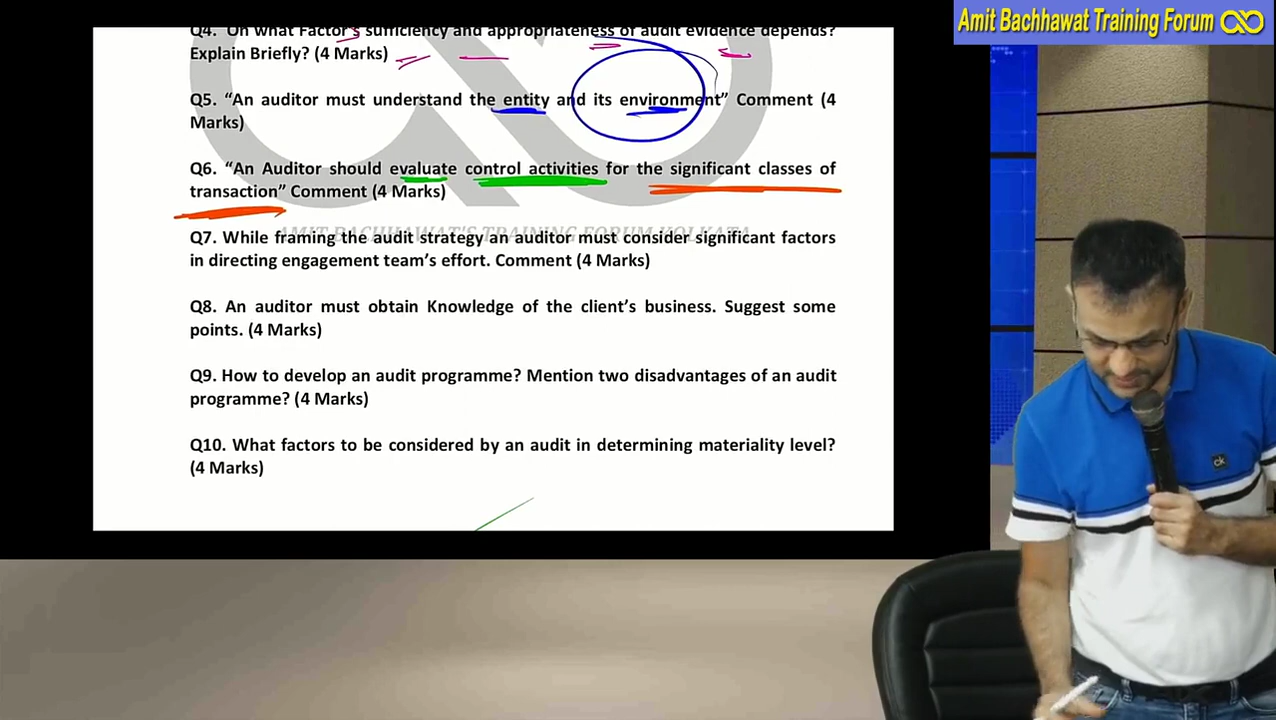 Amit Bachhawat Training Forum
Q4. On what Factor's sufficiency and appropriateness of audit evidence depends?
Explain Briefly? (4 Marks)
Q5. “An auditor must understand the entity and its environment” Comment (4
Marks)
Q6. “An Auditor should evaluate control activities for the significant classes of
transaction” Comment (4 Marks)
AMIT BACHHAWAT'S TRAINING FORUM KOLKATA
Q7. While framing the audit strategy an auditor must consider significant factors
in directing engagement team’s effort. Comment (4 Marks)
Q8. An auditor must obtain Knowledge of the client’s business. Suggest some
points. (4 Marks)
Q9. How to develop an audit programme? Mention two disadvantages of an audit
programme? (4 Marks)
Q10. What factors to be considered by an audit in determining materiality level?
(4 Marks)
ck